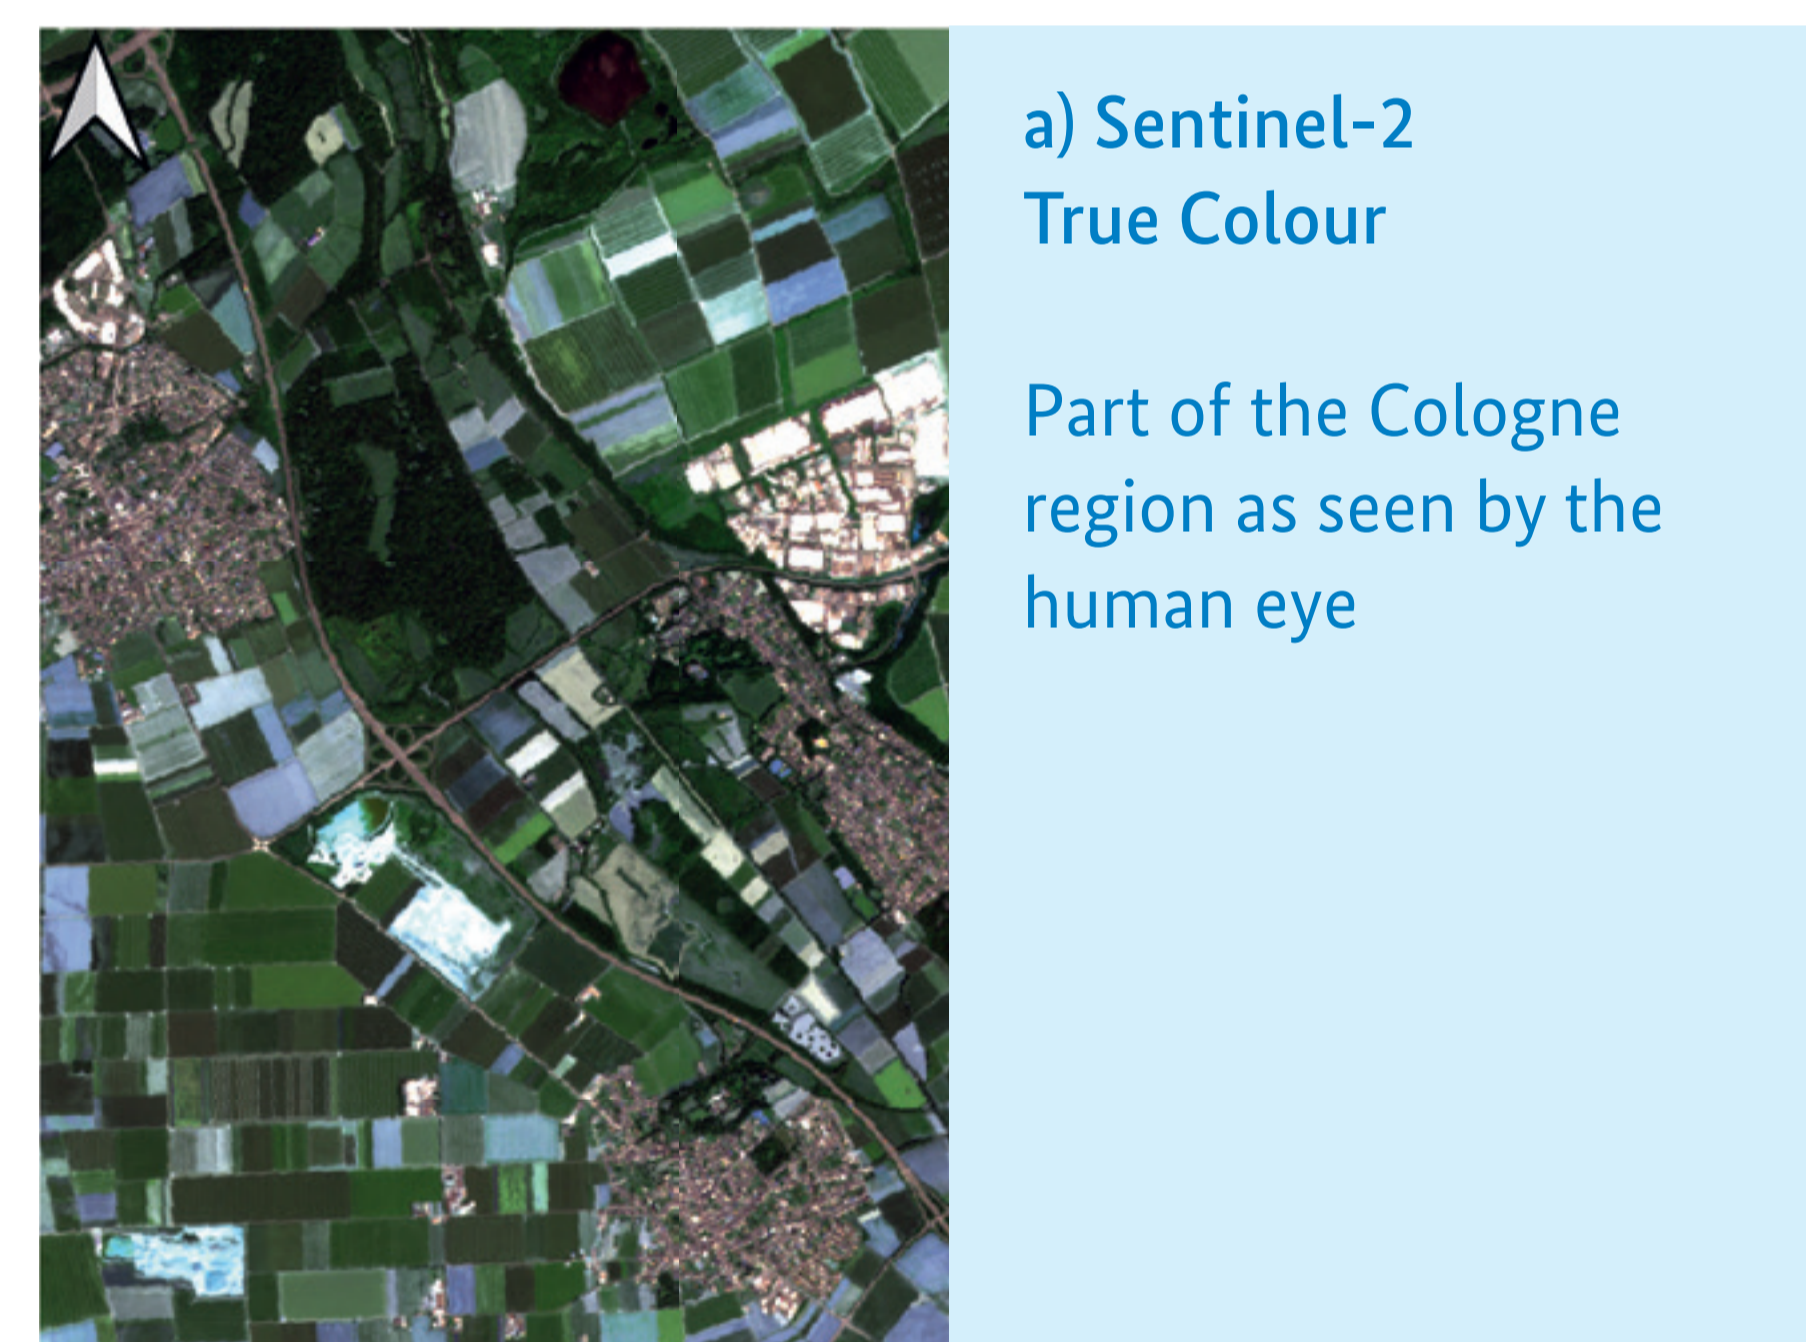 a) Sentinel-2
True Colour
Part of the Cologne
region as seen by the
human eye